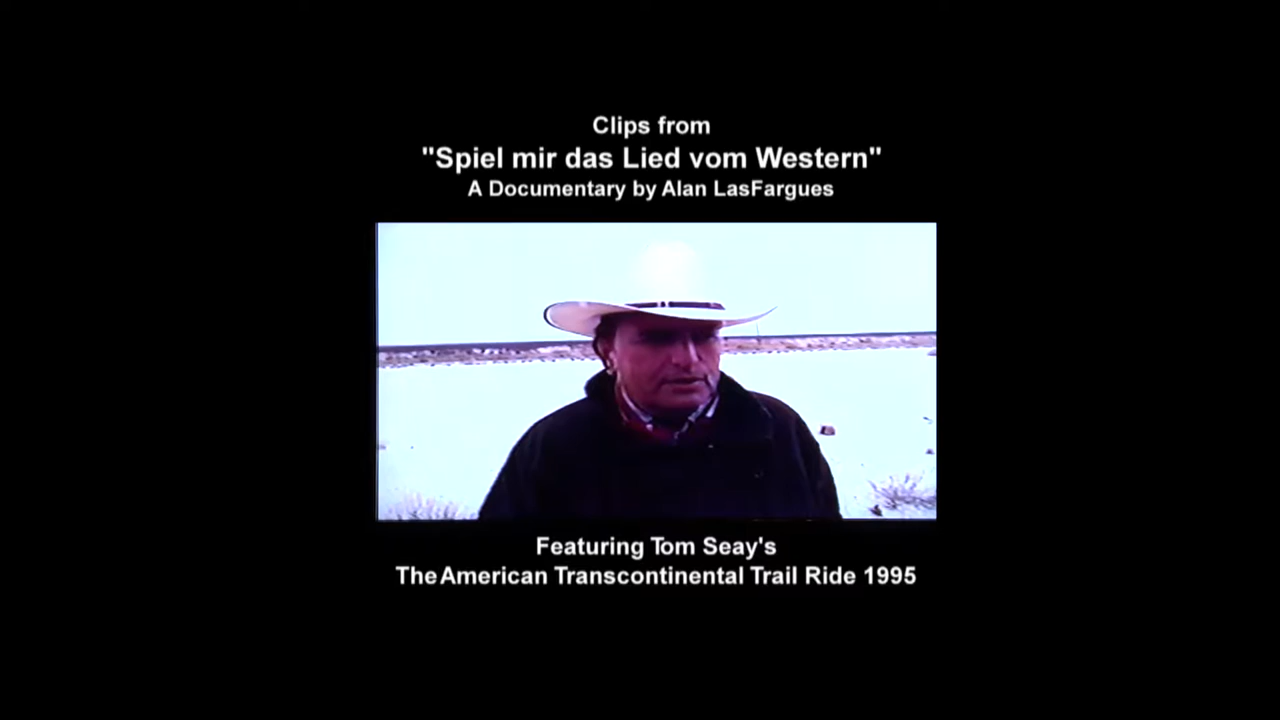 Clips from
"Spiel mir das Lied vom Western"
A Documentary by Alan LasFargues
Featuring Tom Seay's
The American Transcontinental Trail Ride 1995